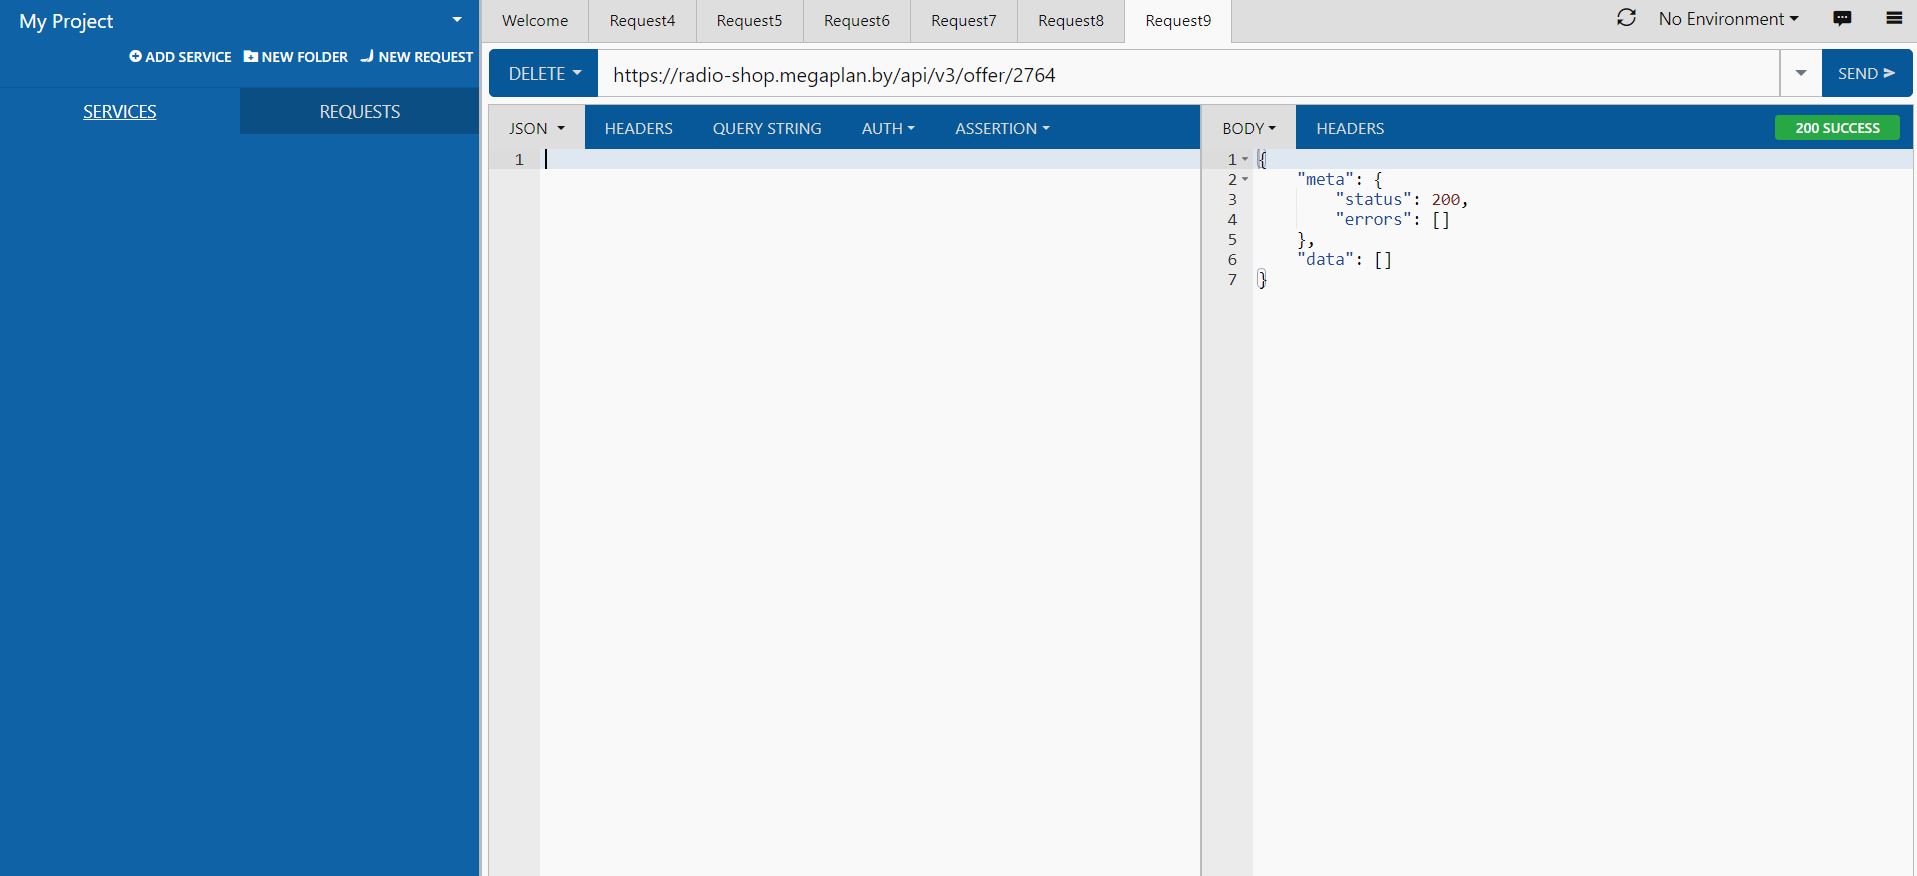 My Project
ADD SERVICE NEW FOLDER NEW REQUEST
SERVICES REQUESTS
Welcome Request4 Request5 Request6 Request7 Request8 Request9 No Environment
DELETE https://radio-shop.megaplan.by/api/v3/offer/2764 SEND
JSON HEADERS QUERY STRING AUTH ASSERTION
1
BODY HEADERS 200 SUCCESS
1 {
2 "meta": {
3 "status": 200,
4 "errors": []
5 },
6 "data": []
7 }